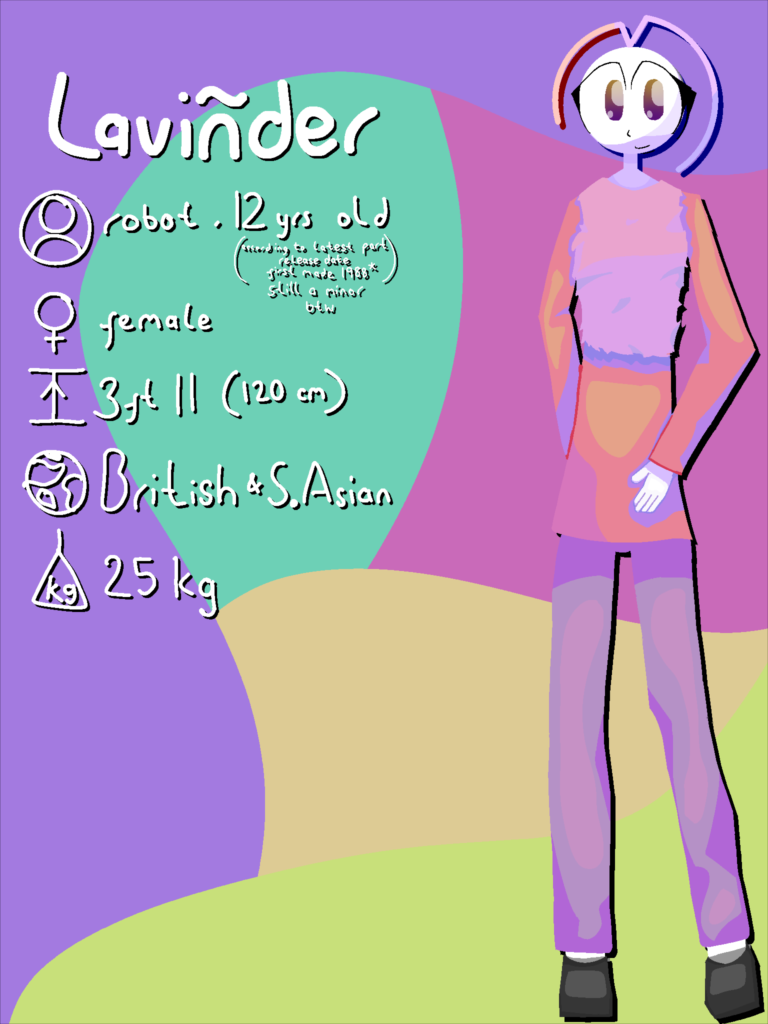 Laviñder
robot . 12 yrs old
(according to latest part
release date
first made 1988*)
still a minor
btw
female
3ft 11 (120 cm)
British & S.Asian
kg
25 kg